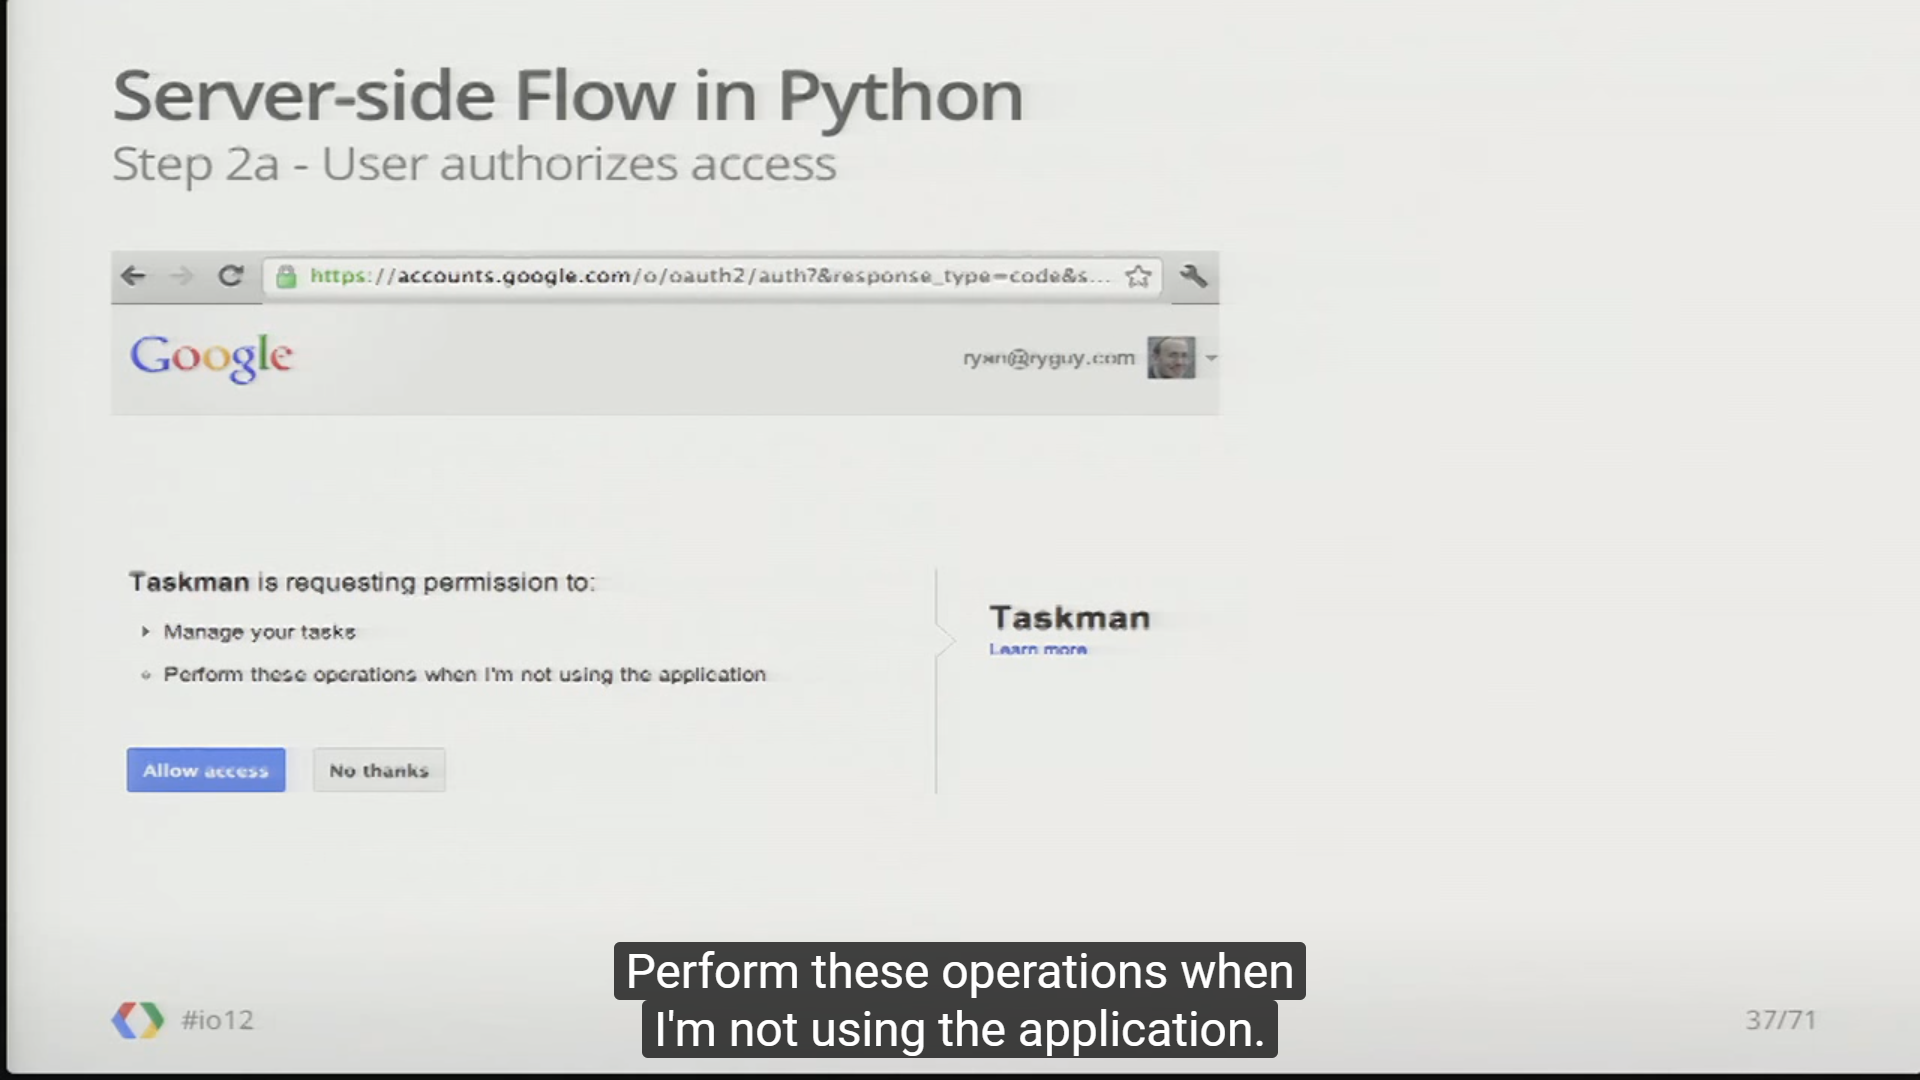 Server-side Flow in Python
Step 2a - User authorizes access
https://accounts.google.com/o/oauth2/auth?&response_type=code&s...
Google
ryan@ryguy.com
Taskman is requesting permission to:
Manage your tasks
Perform these operations when I'm not using the application
Taskman
Learn more
Allow access
No thanks
Perform these operations when
I'm not using the application.
#io12
37/71